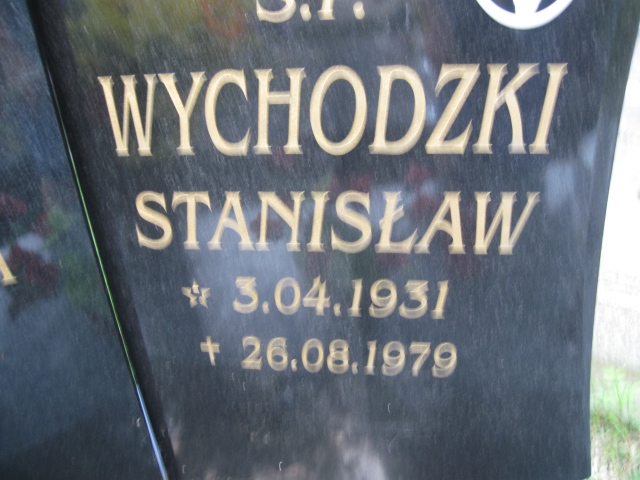 Ś.P.
WYCHODZKI
STANISŁAW
☆ 3.04.1931
✝ 26.08.1979